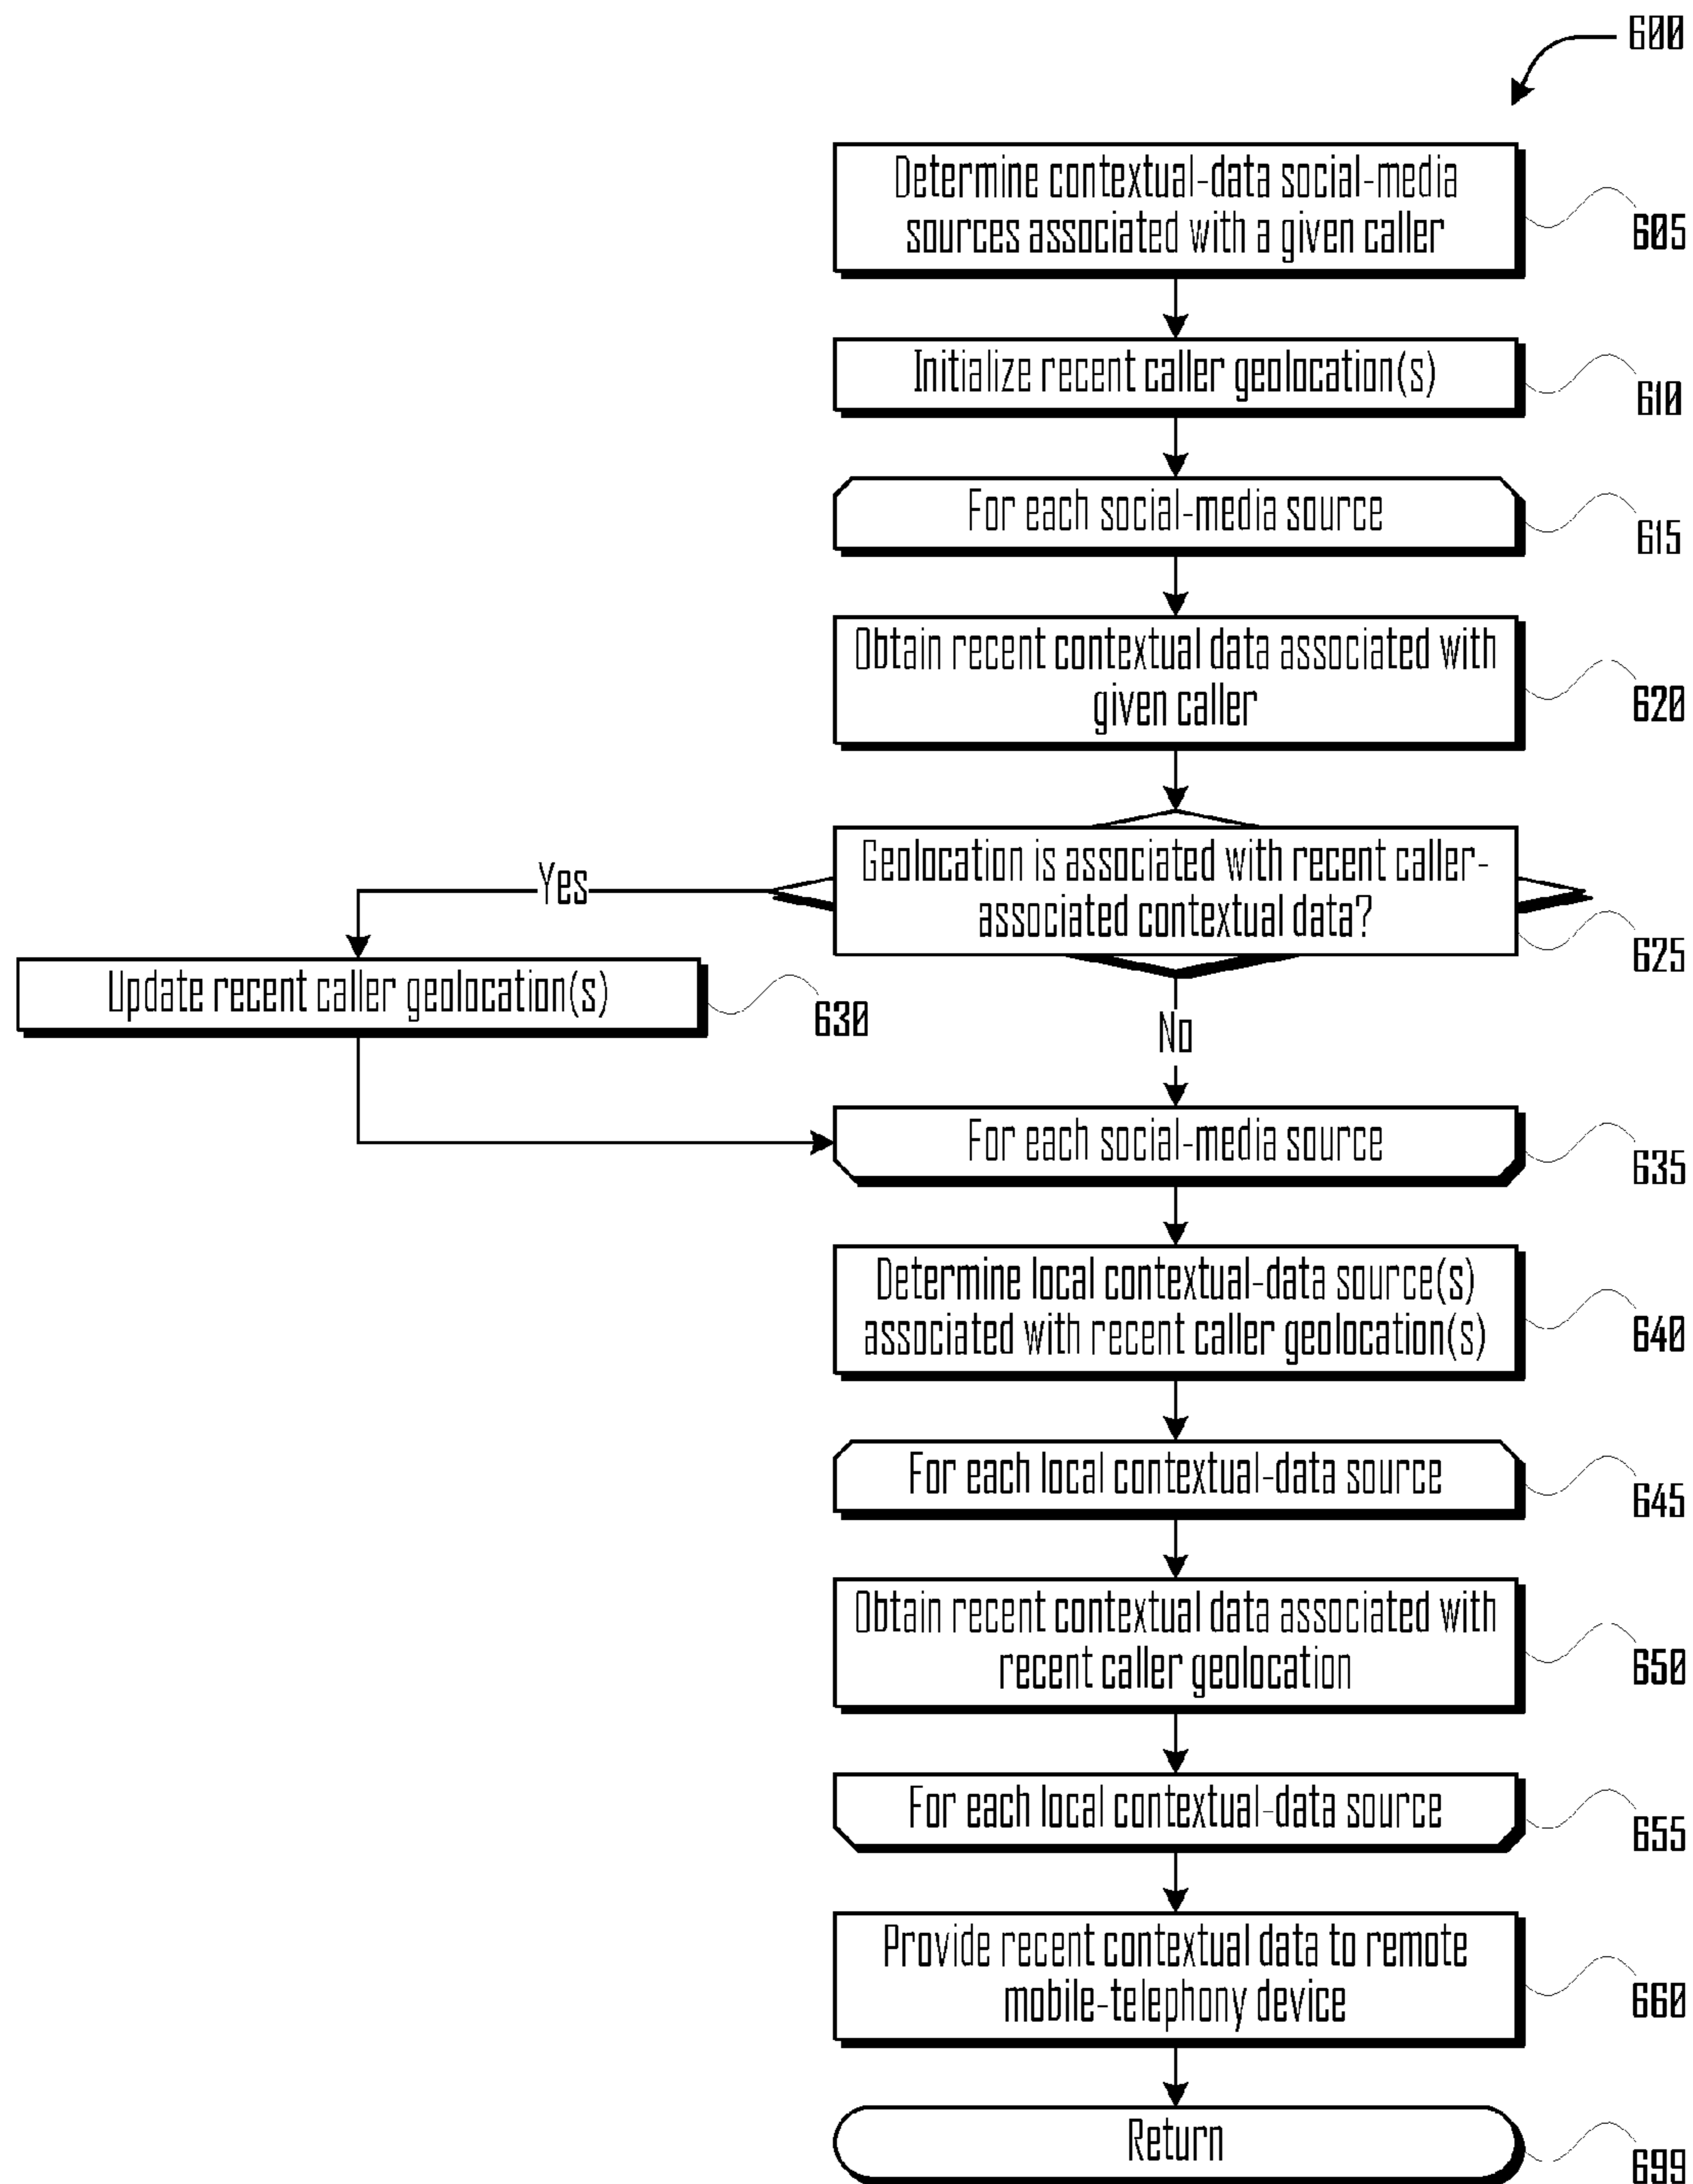 600
Determine contextual-data social-media
sources associated with a given caller
605
Initialize recent caller geolocation(s)
610
For each social-media source
615
Obtain recent contextual data associated with
given caller
620
Geolocation is associated with recent caller-
associated contextual data?
625
Yes
Update recent caller geolocation(s)
630
No
For each social-media source
635
Determine local contextual-data source(s)
associated with recent caller geolocation(s)
640
For each local contextual-data source
645
Obtain recent contextual data associated with
recent caller geolocation
650
For each local contextual-data source
655
Provide recent contextual data to remote
mobile-telephony device
660
Return
699